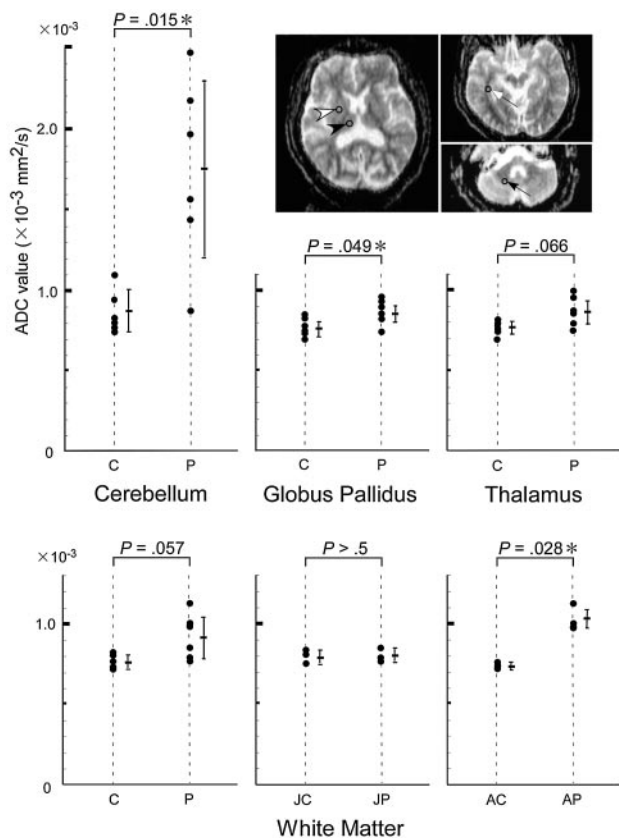 ×10⁻³
P = .015 *
2.0
1.0
0
ADC value (×10⁻³ mm²/s)
C P
Cerebellum
P = .049 *
C P
Globus Pallidus
P = .066
C P
Thalamus
×10⁻³
P = .057
1.0
0
C P
P > .5
JC JP
P = .028 *
AC AP
White Matter